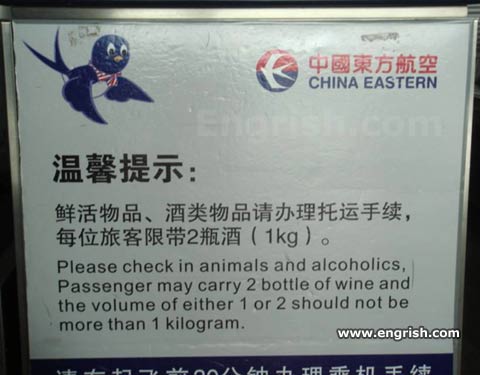 中國東方航空
CHINA EASTERN
Engrish.com
温馨提示：
鲜活物品、酒类物品请办理托运手续，
每位旅客限带2瓶酒（1kg）。
Please check in animals and alcoholics,
Passenger may carry 2 bottle of wine and
the volume of either 1 or 2 should not be
more than 1 kilogram.
www.engrish.com